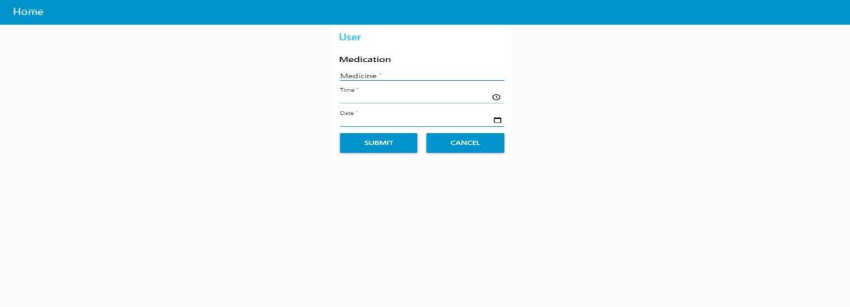 Home
User
Medication
Medicine *
Time *
Date *
SUBMIT CANCEL